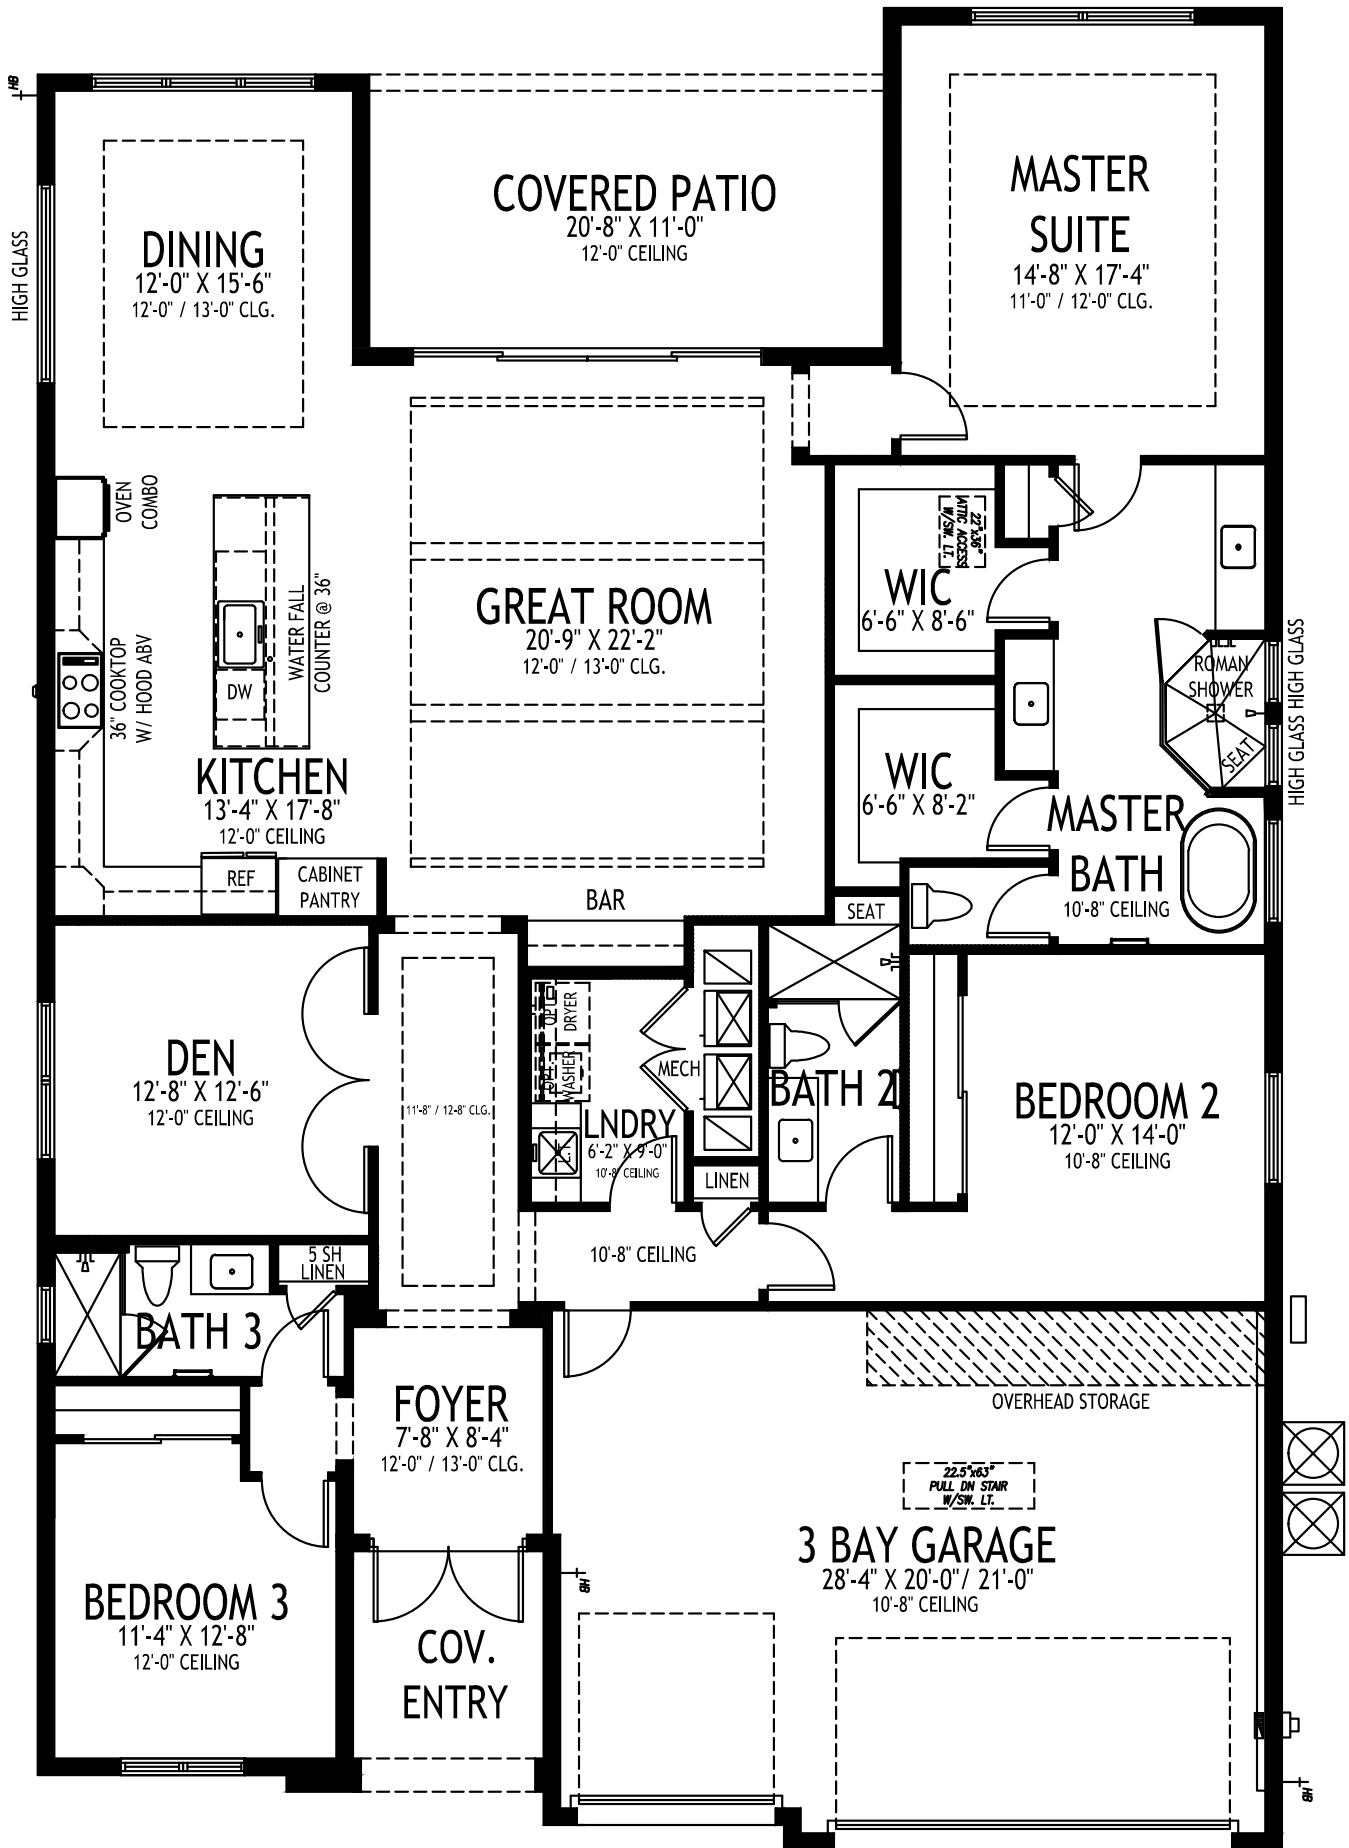 HB
COVERED PATIO
20'-8" X 11'-0"
12'-0" CEILING
MASTER
SUITE
14'-8" X 17'-4"
11'-0" / 12'-0" CLG.
HIGH GLASS
DINING
12'-0" X 15'-6"
12'-0" / 13'-0" CLG.
OVEN
COMBO
36" COOKTOP
W/ HOOD ABV
WATER FALL
COUNTER @ 36"
DW
KITCHEN
13'-4" X 17'-8"
12'-0" CEILING
REF
CABINET
PANTRY
GREAT ROOM
20'-9" X 22'-2"
12'-0" / 13'-0" CLG.
BAR
22"x36"
ATTIC ACCESS
W/SW. LT.
WIC
6'-6" X 8'-6"
WIC
6'-6" X 8'-2"
ROMAN
SHOWER
SEAT
HIGH GLASS
HIGH GLASS
MASTER
BATH
10'-8" CEILING
SEAT
DEN
12'-8" X 12'-6"
12'-0" CEILING
11'-8" / 12'-8" CLG.
OPT.
DRYER
OPT.
WASHER
MECH
LNDRY
6'-2" X 9'-0"
10'-8" CEILING
L.T.
LINEN
BATH 2
BEDROOM 2
12'-0" X 14'-0"
10'-8" CEILING
10'-8" CEILING
5 SH
LINEN
BATH 3
FOYER
7'-8" X 8'-4"
12'-0" / 13'-0" CLG.
OVERHEAD STORAGE
22.5"x63"
PULL DN STAIR
W/SW. LT.
3 BAY GARAGE
28'-4" X 20'-0"/ 21'-0"
10'-8" CEILING
HB
BEDROOM 3
11'-4" X 12'-8"
12'-0" CEILING
COV.
ENTRY
HB